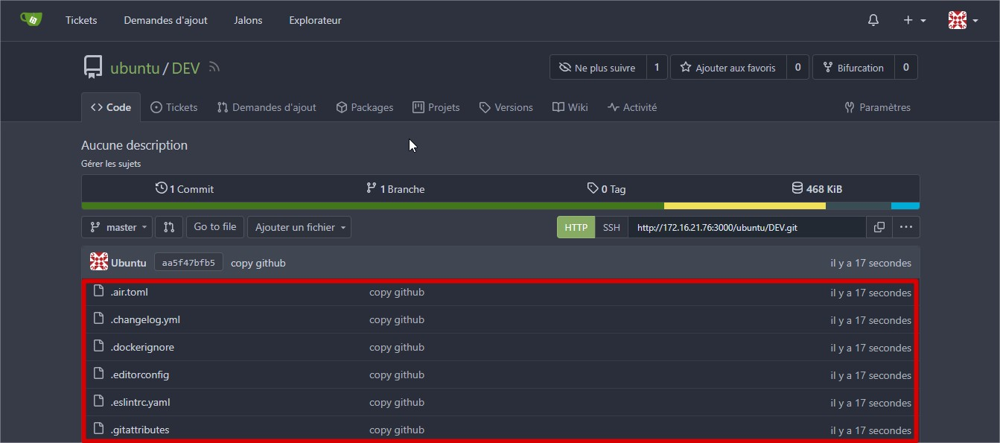 Tickets Demandes d'ajout Jalons Explorateur
ubuntu / DEV Ne plus suivre 1 Ajouter aux favoris 0 Bifurcation 0
Code Tickets Demandes d'ajout Packages Projets Versions Wiki Activité Paramètres
Aucune description
Gérer les sujets
1 Commit 1 Branche 0 Tag 468 KiB
master Go to file Ajouter un fichier HTTP SSH http://172.16.21.76:3000/ubuntu/DEV.git
Ubuntu aa5f47bfb5 copy github il y a 17 secondes
.air.toml copy github il y a 17 secondes
.changelog.yml copy github il y a 17 secondes
.dockerignore copy github il y a 17 secondes
.editorconfig copy github il y a 17 secondes
.eslintrc.yaml copy github il y a 17 secondes
.gitattributes copy github il y a 17 secondes